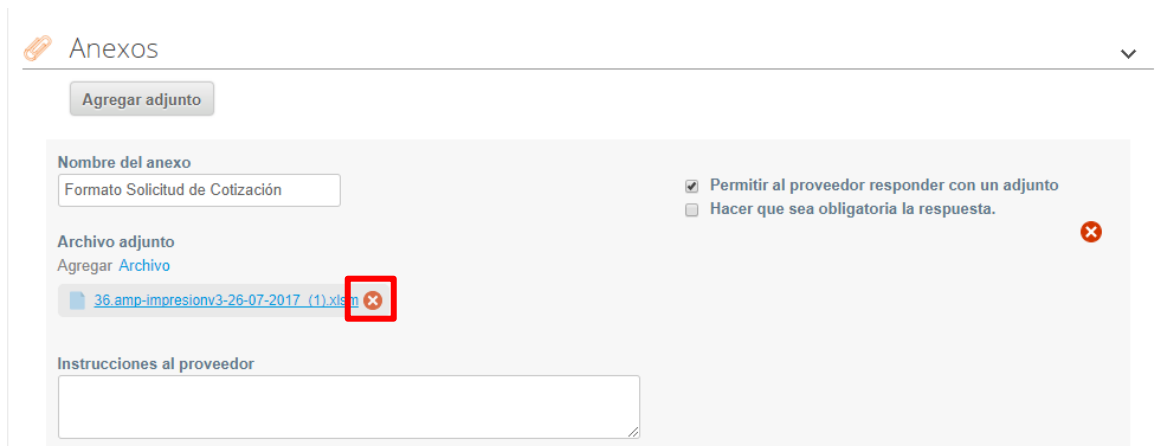 Anexos
Agregar adjunto
Nombre del anexo
Formato Solicitud de Cotización
Permitir al proveedor responder con un adjunto
Hacer que sea obligatoria la respuesta.
Archivo adjunto
Agregar Archivo
36.amp-impresionv3-26-07-2017_(1).xlsm
Instrucciones al proveedor